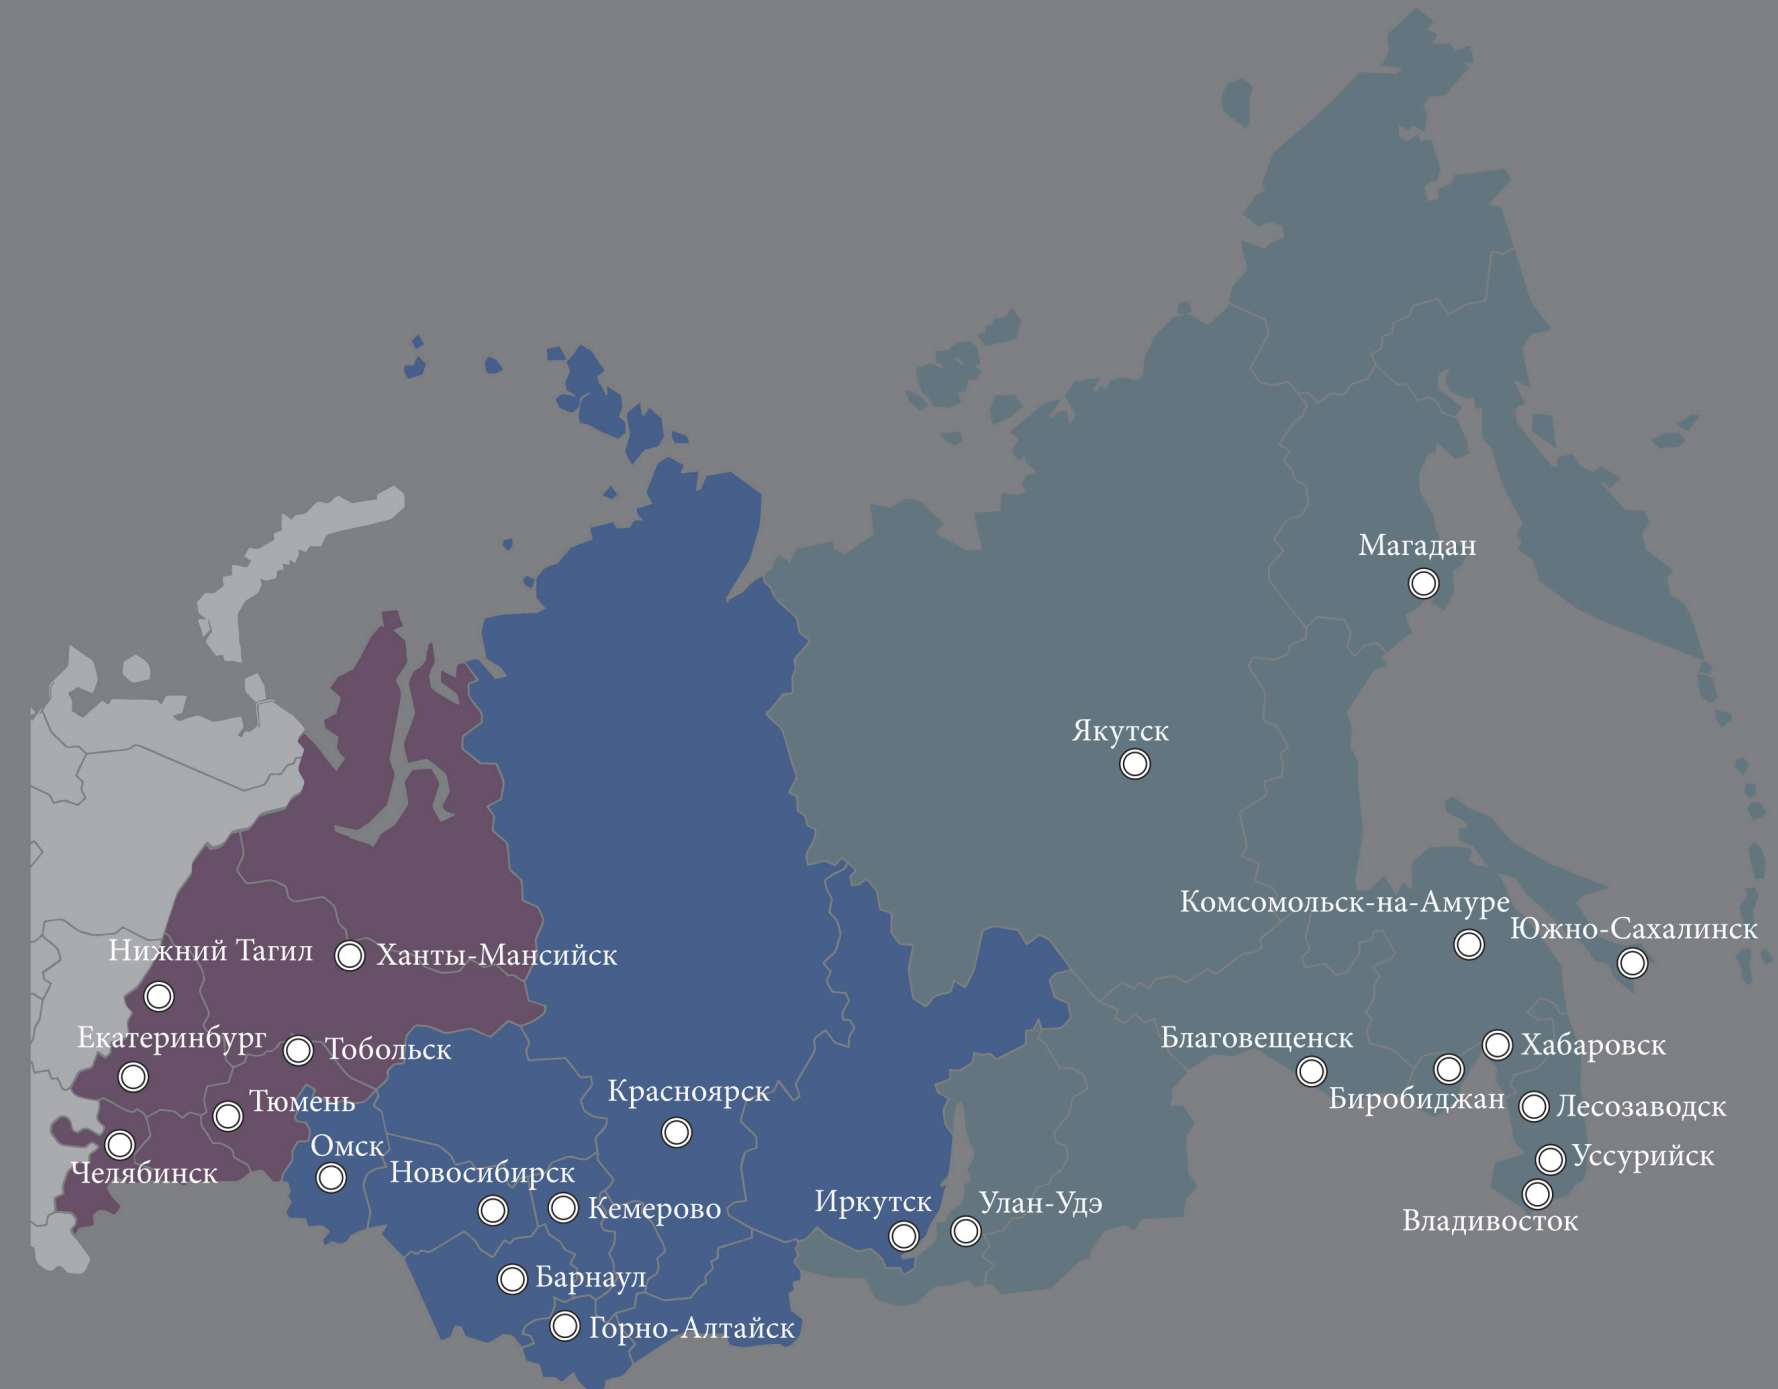 Магадан
Якутск
Комсомольск-на-Амуре
Южно-Сахалинск
Нижний Тагил
Ханты-Мансийск
Екатеринбург
Тобольск
Благовещенск
Хабаровск
Красноярск
Тюмень
Биробиджан
Лесозаводск
Омск
Уссурийск
Челябинск
Новосибирск
Иркутск
Улан-Удэ
Кемерово
Владивосток
Барнаул
Горно-Алтайск